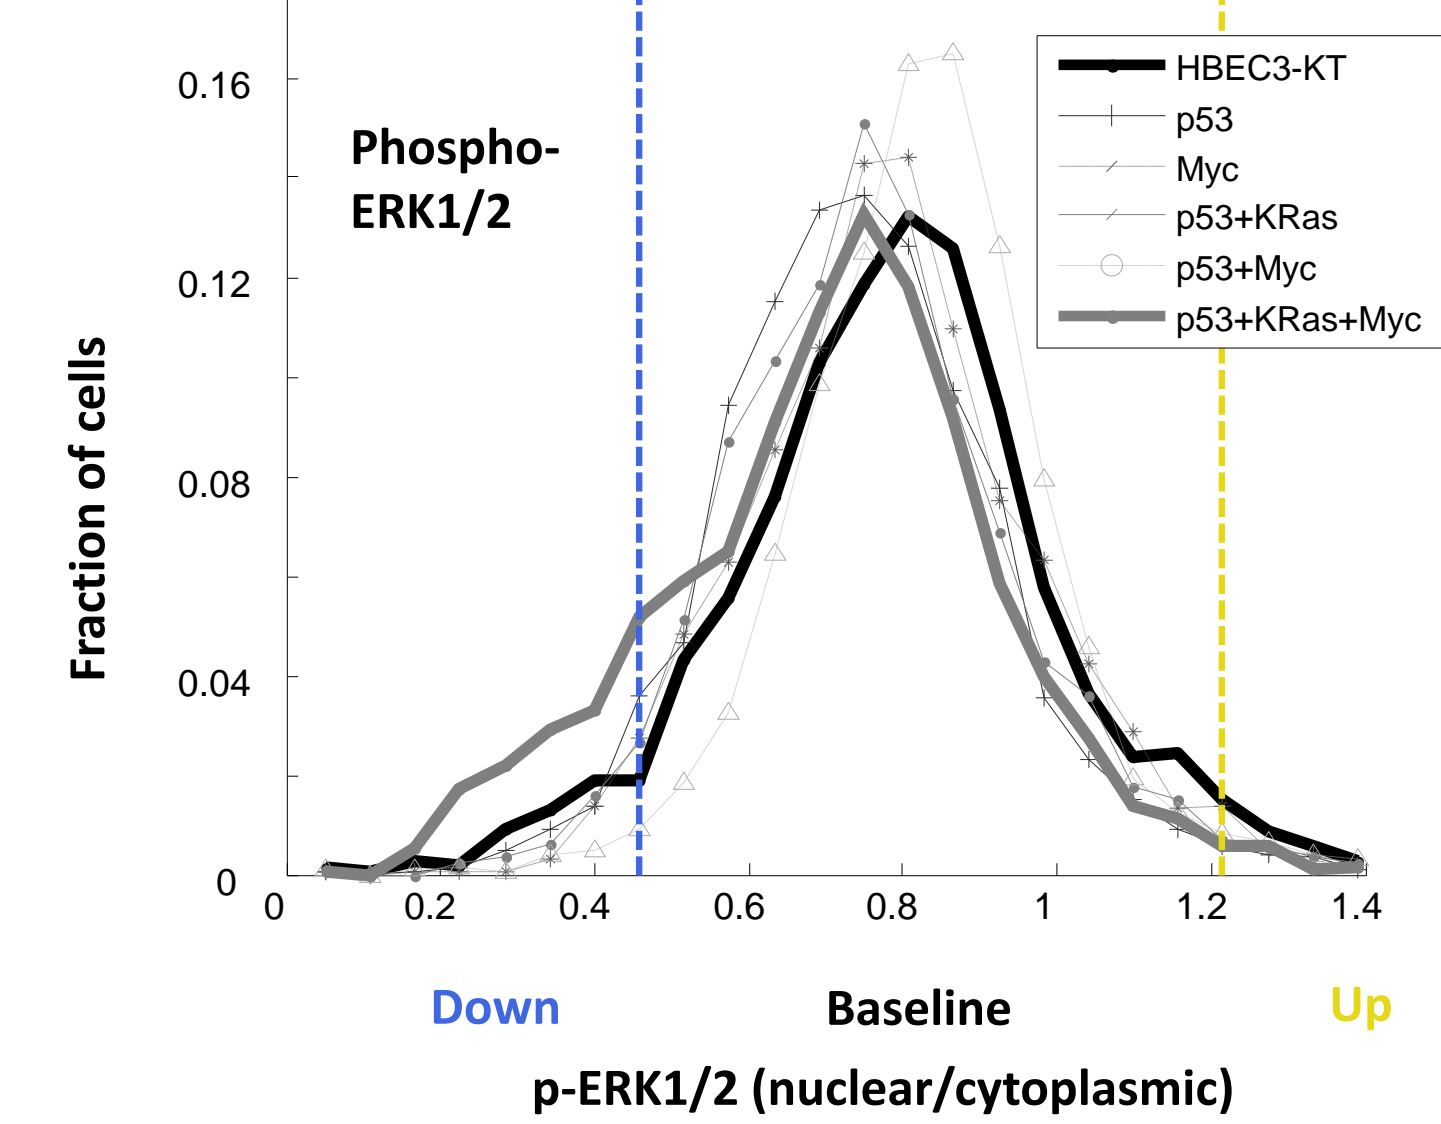 0.16
0.12
0.08
0.04
0
Fraction of cells
Phospho-
ERK1/2
HBEC3-KT
p53
Myc
p53+KRas
p53+Myc
p53+KRas+Myc
0 0.2 0.4 0.6 0.8 1 1.2 1.4
Down Baseline Up
p-ERK1/2 (nuclear/cytoplasmic)